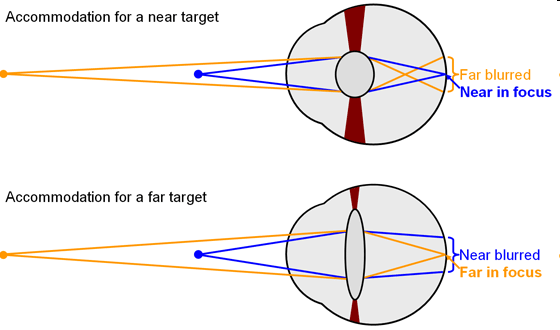 Accommodation for a near target
Far blurred
Near in focus
Accommodation for a far target
Near blurred
Far in focus